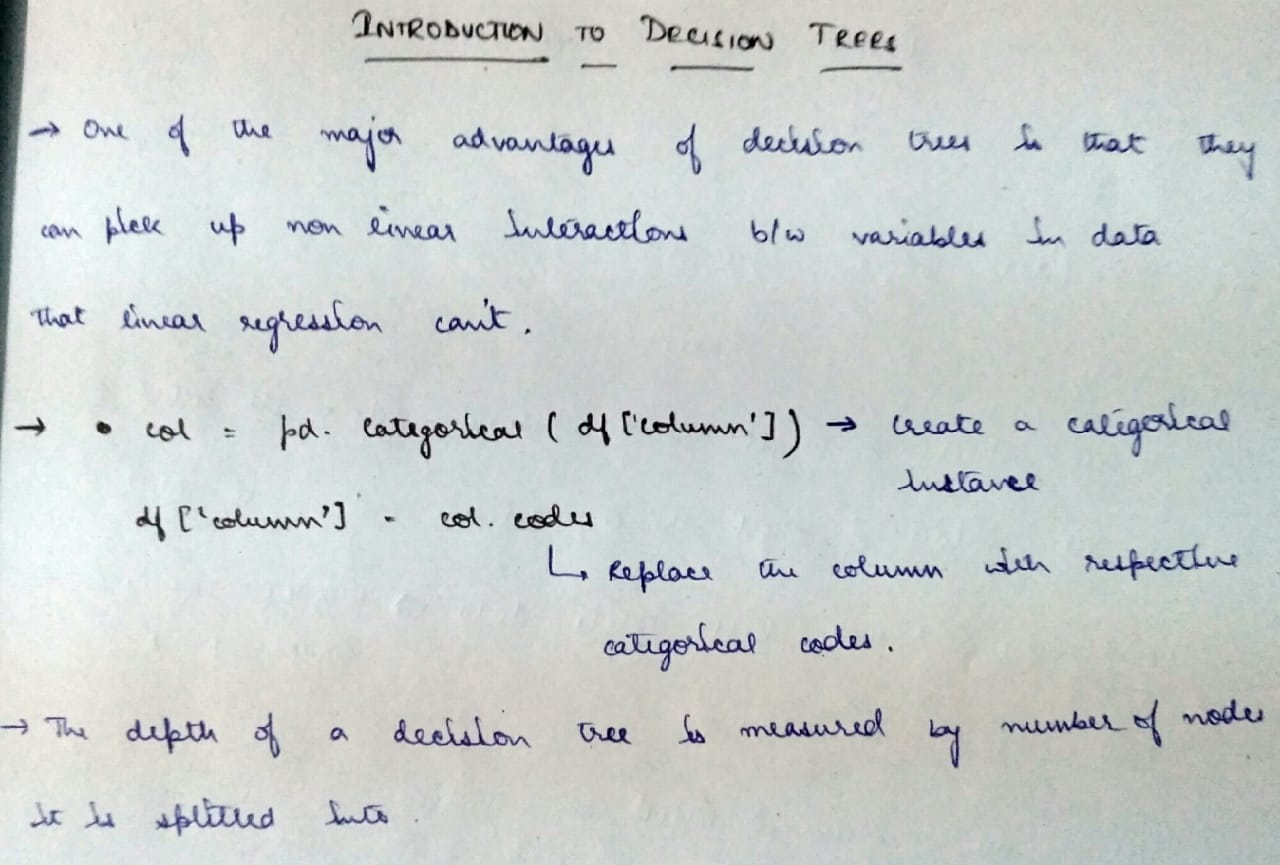 INTRODUCTION TO DECISION TREES
→ One of the major advantages of decision trees is that they
can pick up non linear interactions b/w variables in data
that linear regression can't.
→ • col = pd. categorical ( df ['column'] ) → create a categorical
instance
df ['column'] = col. codes
↳ Replace the column with respective
categorical codes.
→ The depth of a decision tree is measured by number of nodes
it is splitted into.